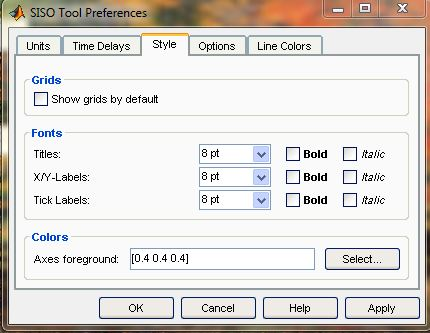 SISO Tool Preferences
Units Time Delays Style Options Line Colors
Grids
Show grids by default
Fonts
Titles: 8 pt Bold Italic
X/Y-Labels: 8 pt Bold Italic
Tick Labels: 8 pt Bold Italic
Colors
Axes foreground: [0.4 0.4 0.4] Select...
OK Cancel Help Apply